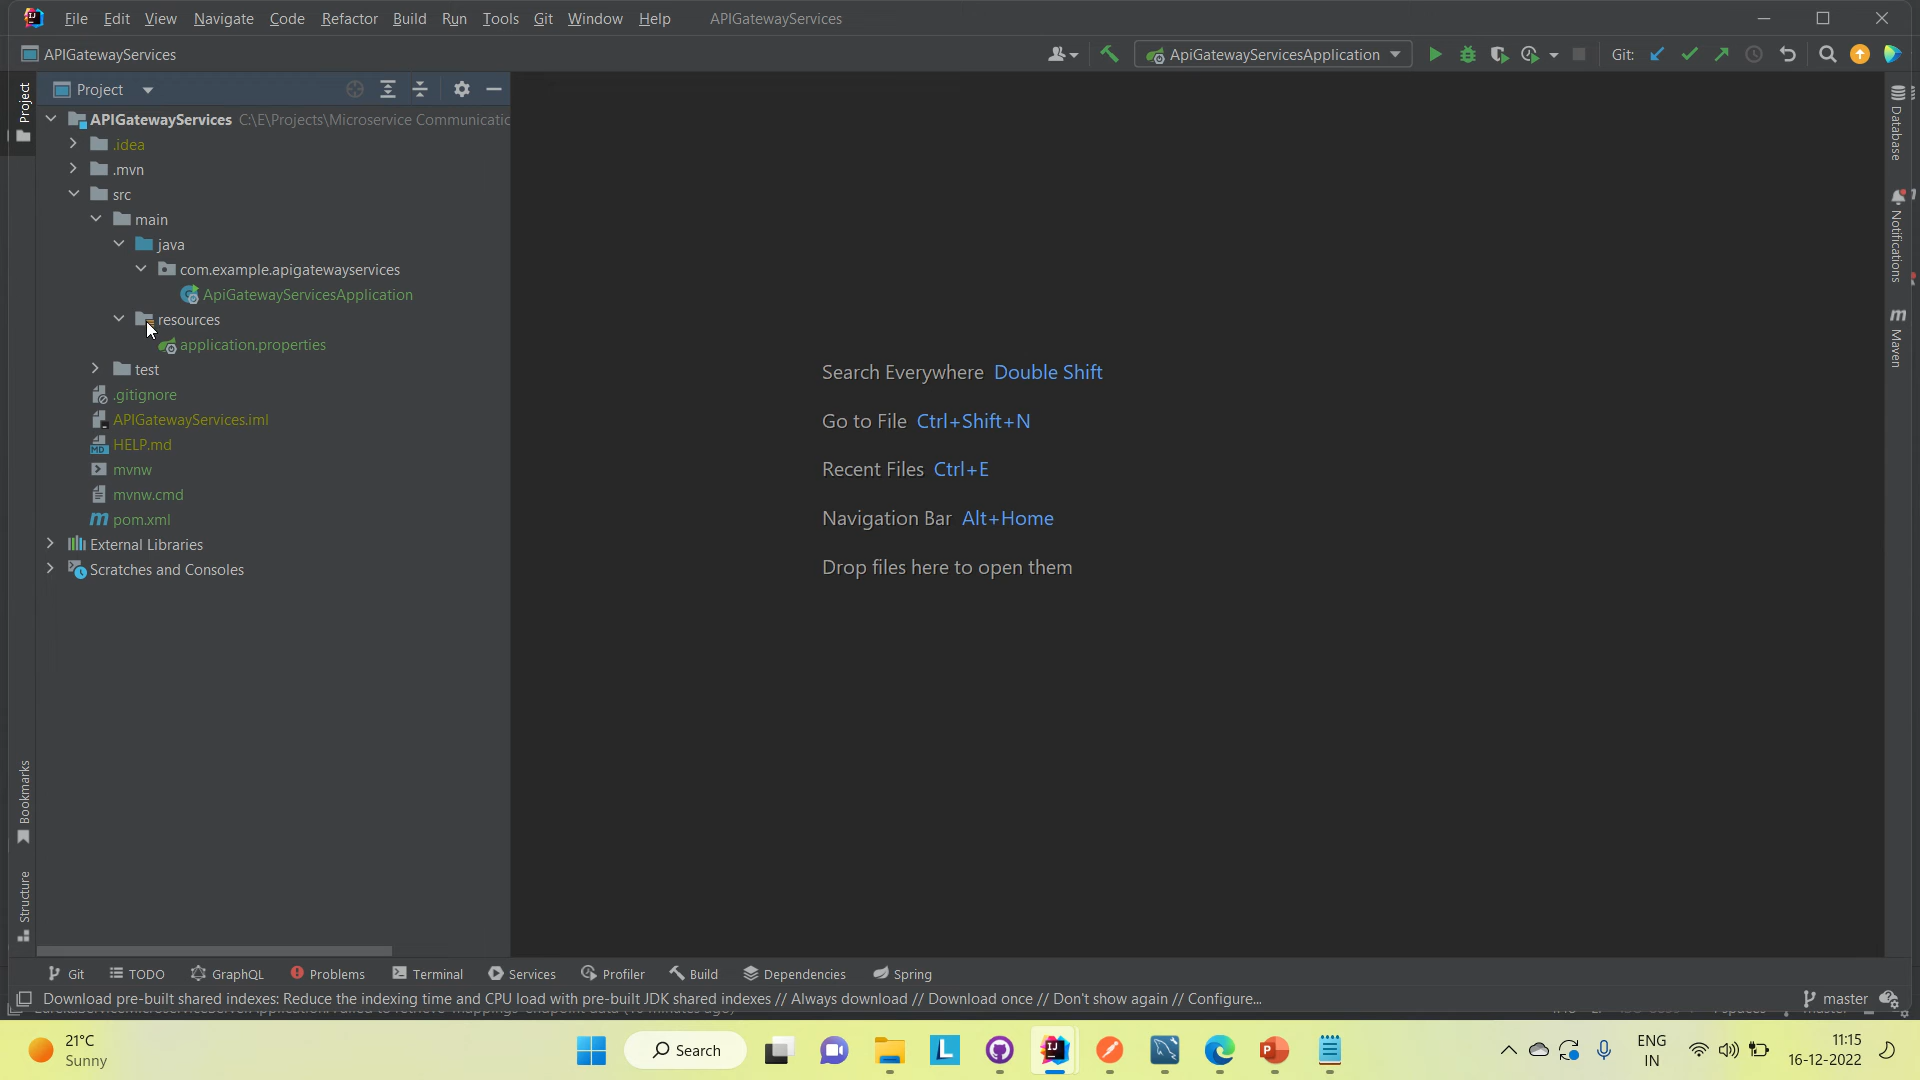 File Edit View Navigate Code Refactor Build Run Tools Git Window Help APIGatewayServices
APIGatewayServices
ApiGatewayServicesApplication
Git:
Project
Project
APIGatewayServices C:\E\Projects\Microservice Communicatic
.idea
.mvn
src
main
java
com.example.apigatewayservices
ApiGatewayServicesApplication
resources
application.properties
test
.gitignore
APIGatewayServices.iml
HELP.md
mvnw
mvnw.cmd
pom.xml
External Libraries
Scratches and Consoles
Search Everywhere Double Shift
Go to File Ctrl+Shift+N
Recent Files Ctrl+E
Navigation Bar Alt+Home
Drop files here to open them
Database
Notifications
Maven
Bookmarks
Structure
Git TODO GraphQL Problems Terminal Services Profiler Build Dependencies Spring
Download pre-built shared indexes: Reduce the indexing time and CPU load with pre-built JDK shared indexes // Always download // Download once // Don't show again // Configure...
master
21°C
Sunny
Search
ENG
IN
11:15
16-12-2022